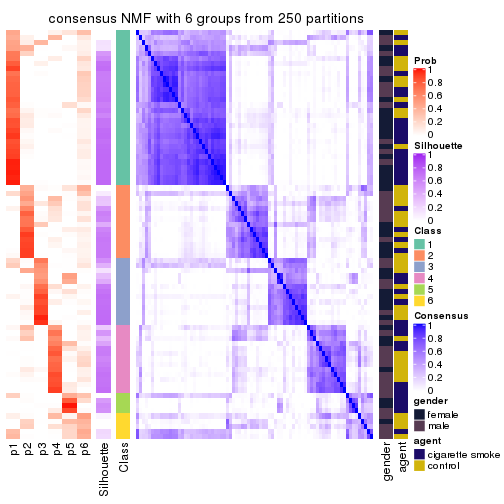 consensus NMF with 6 groups from 250 partitions
Prob
1
0.8
0.6
0.4
0.2
0
Silhouette
1
0.8
0.6
0.4
0.2
0
Class
1
2
3
4
5
6
Consensus
1
0.8
0.6
0.4
0.2
0
gender
female
male
agent
cigarette smoke
control
p1
p2
p3
p4
p5
p6
Silhouette
Class
gender
agent